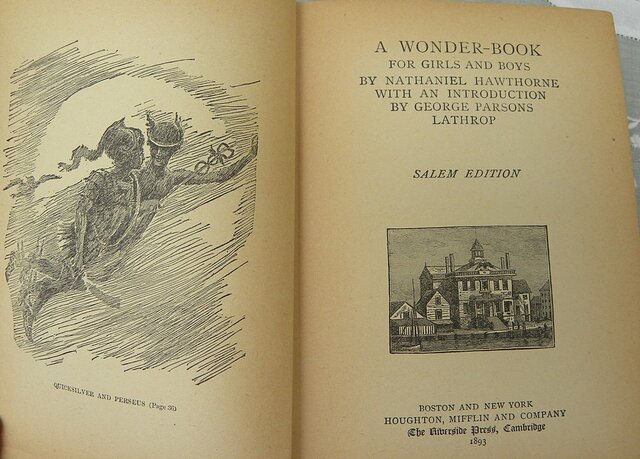 QUICKSILVER AND PERSEUS (Page 36)
A WONDER-BOOK
FOR GIRLS AND BOYS
BY NATHANIEL HAWTHORNE
WITH AN INTRODUCTION
BY GEORGE PARSONS
LATHROP
SALEM EDITION
BOSTON AND NEW YORK
HOUGHTON, MIFFLIN AND COMPANY
The Riverside Press, Cambridge
1893